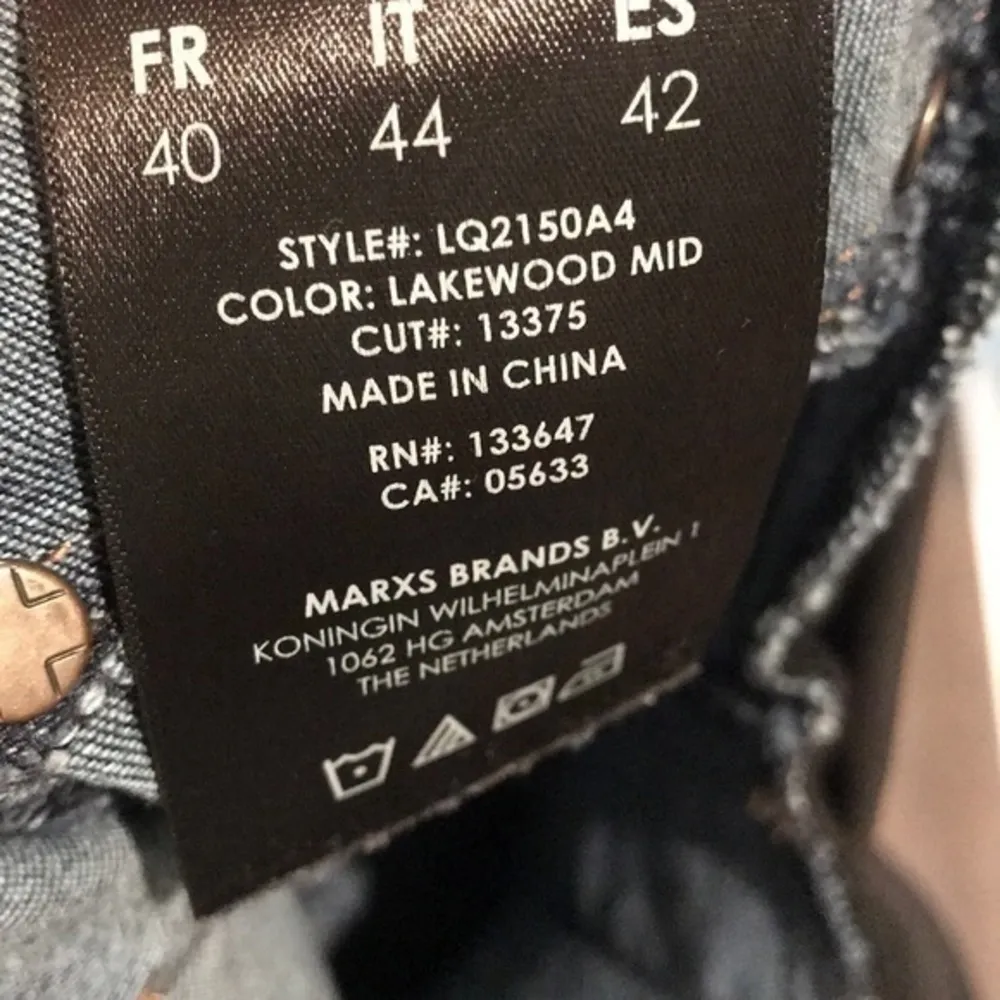 FR IT ES
40 44 42
STYLE#: LQ2150A4
COLOR: LAKEWOOD MID
CUT#: 13375
MADE IN CHINA
RN#: 133647
CA#: 05633
MARXS BRANDS B.V.
KONINGIN WILHELMINAPLEIN 1
1062 HG AMSTERDAM
THE NETHERLANDS